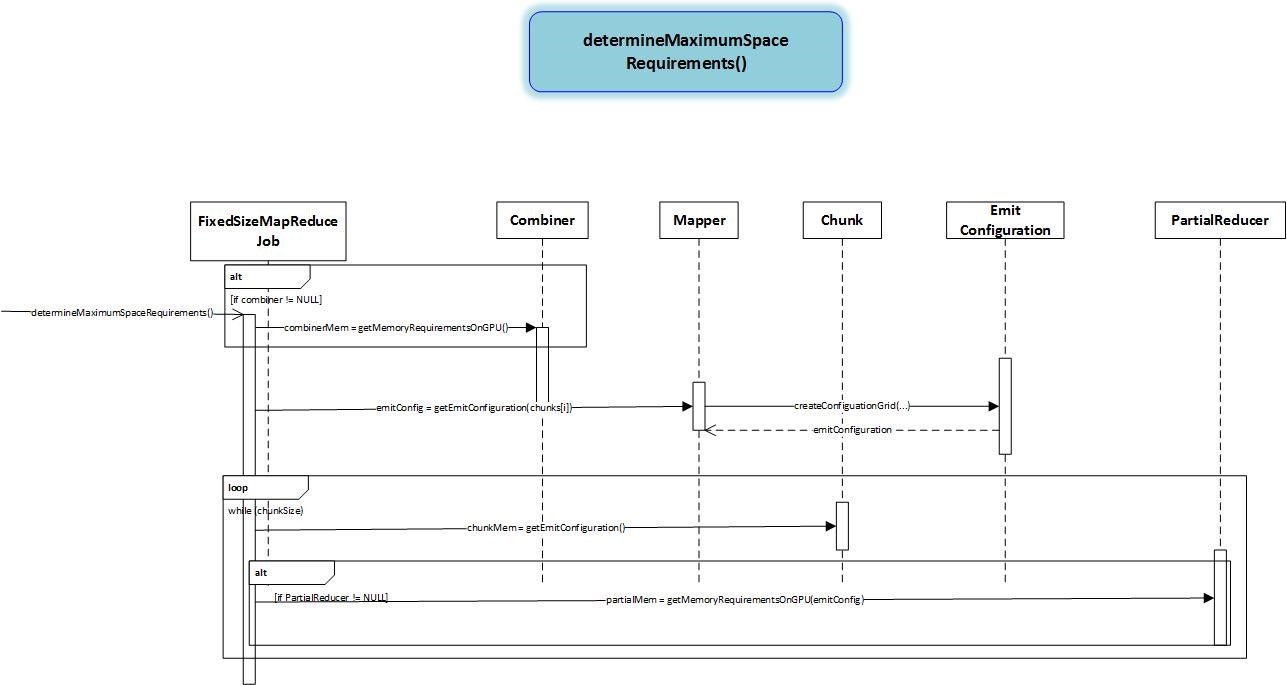 determineMaximumSpace
Requirements()
FixedSizeMapReduce
Job
Combiner
Mapper
Chunk
Emit
Configuration
PartialReducer
alt
[if combiner != NULL]
determineMaximumSpaceRequirements()
combinerMem = getMemoryRequirementsOnGPU()
emitConfig = getEmitConfiguration(chunks[i])
createConfiguationGrid(...)
emitConfiguration
loop
while (chunkSize)
chunkMem = getEmitConfiguration()
alt
[if PartialReducer != NULL]
partialMem = getMemoryRequirementsOnGPU(emitConfig)